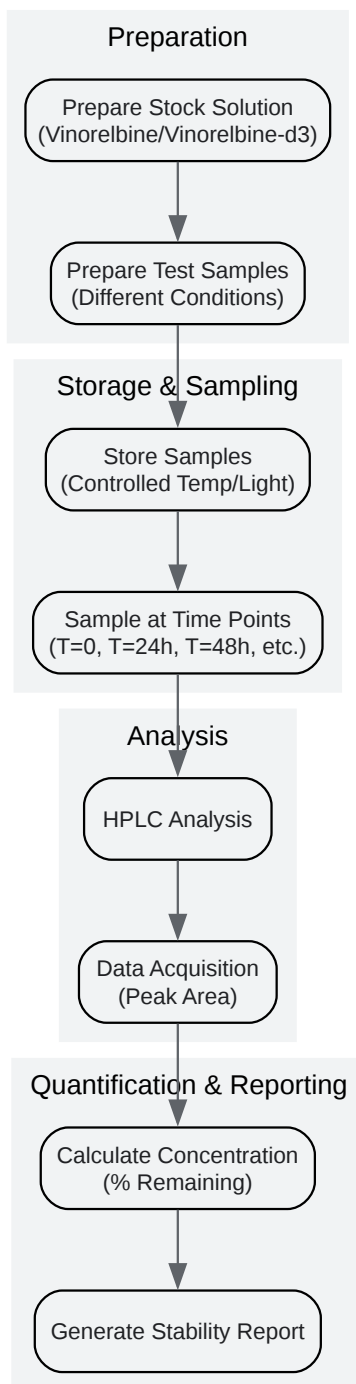 Preparation
Prepare Stock Solution
(Vinorelbine/Vinorelbine-d3)
Prepare Test Samples
(Different Conditions)
Storage & Sampling
Store Samples
(Controlled Temp/Light)
Sample at Time Points
(T=0, T=24h, T=48h, etc.)
Analysis
HPLC Analysis
Data Acquisition
(Peak Area)
Quantification & Reporting
Calculate Concentration
(% Remaining)
Generate Stability Report